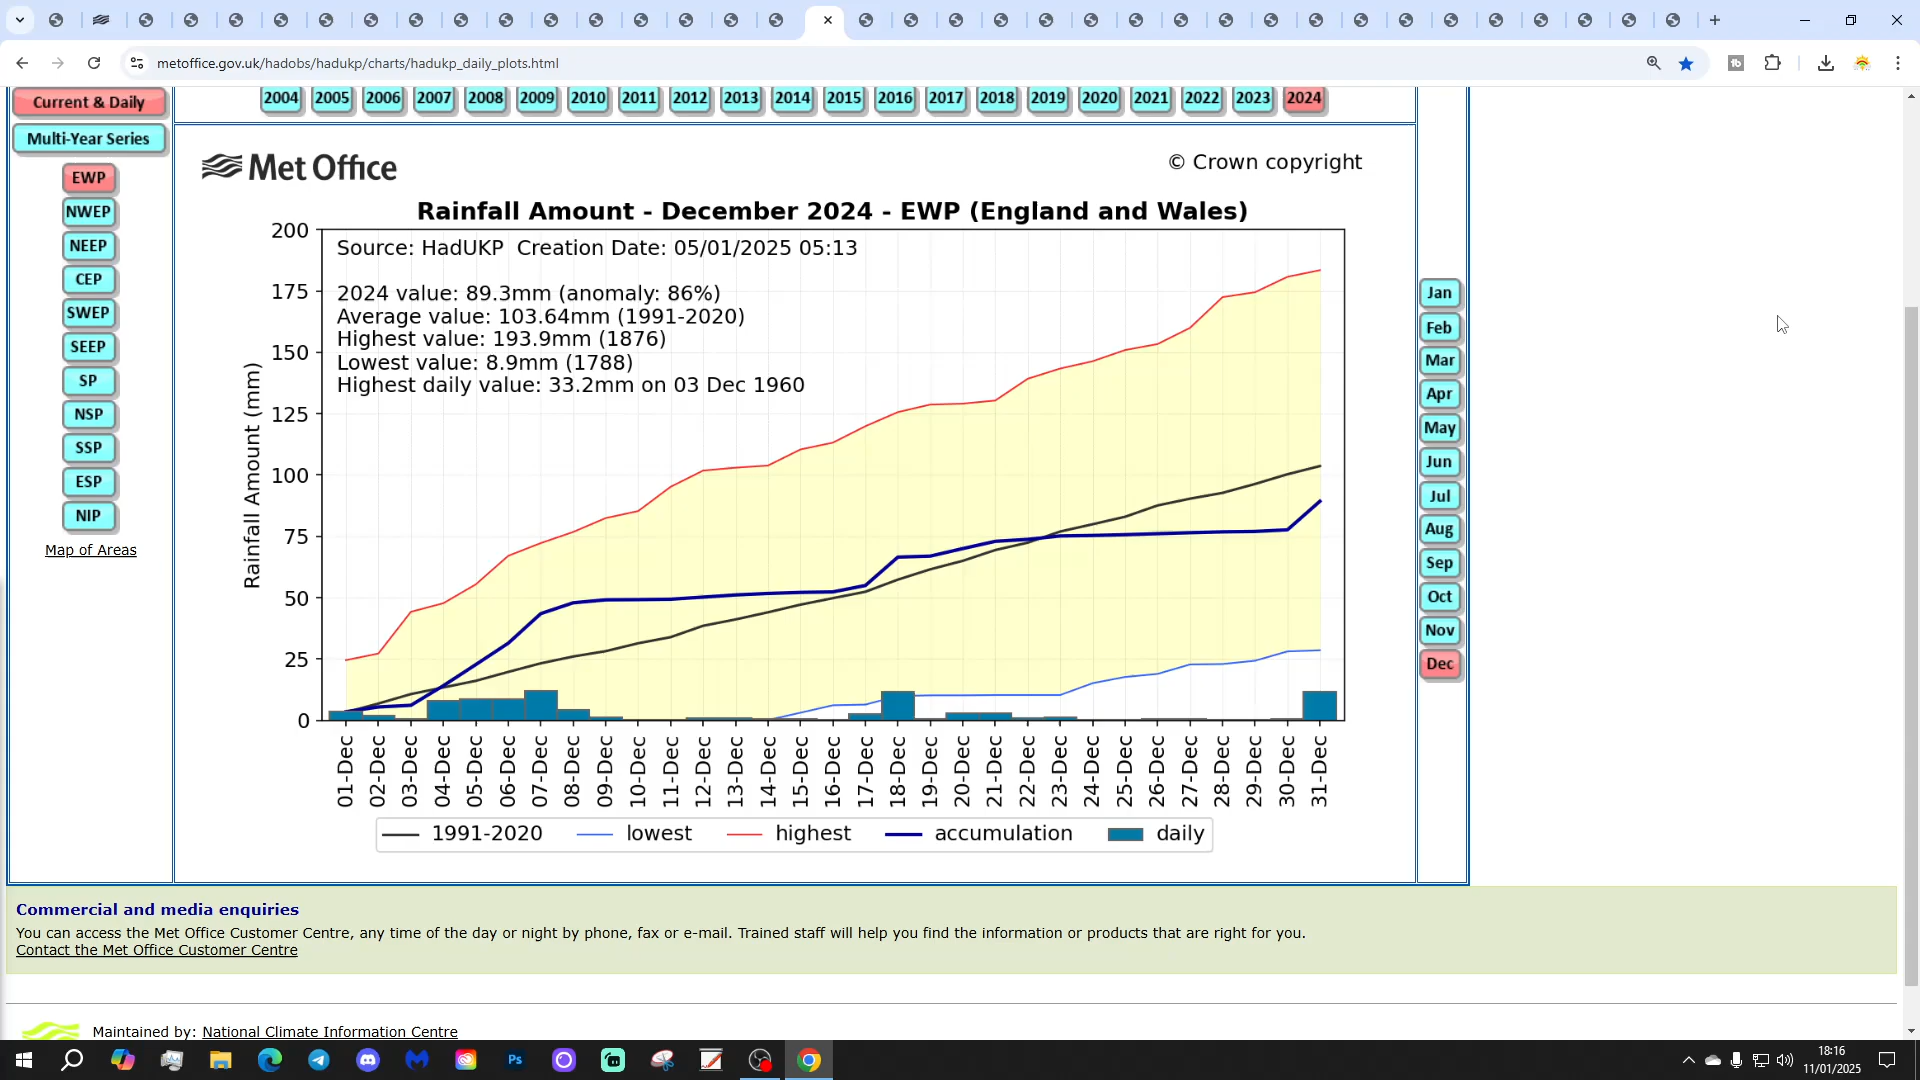 metoffice.gov.uk/hadobs/hadukp/charts/hadukp_daily_plots.html
Current & Daily
2004 2005 2006 2007 2008 2009 2010 2011 2012 2013 2014 2015 2016 2017 2018 2019 2020 2021 2022 2023 2024
Multi-Year Series
EWP
NWEP
NEEP
CEP
SWEP
SEEP
SP
NSP
SSP
ESP
NIP
Map of Areas
Met Office
© Crown copyright
Rainfall Amount - December 2024 - EWP (England and Wales)
Source: HadUKP Creation Date: 05/01/2025 05:13
2024 value: 89.3mm (anomaly: 86%)
Average value: 103.64mm (1991-2020)
Highest value: 193.9mm (1876)
Lowest value: 8.9mm (1788)
Highest daily value: 33.2mm on 03 Dec 1960
Rainfall Amount (mm)
200
175
150
125
100
75
50
25
0
01-Dec 02-Dec 03-Dec 04-Dec 05-Dec 06-Dec 07-Dec 08-Dec 09-Dec 10-Dec 11-Dec 12-Dec 13-Dec 14-Dec 15-Dec 16-Dec 17-Dec 18-Dec 19-Dec 20-Dec 21-Dec 22-Dec 23-Dec 24-Dec 25-Dec 26-Dec 27-Dec 28-Dec 29-Dec 30-Dec 31-Dec
1991-2020 lowest highest accumulation daily
Jan
Feb
Mar
Apr
May
Jun
Jul
Aug
Sep
Oct
Nov
Dec
Commercial and media enquiries
You can access the Met Office Customer Centre, any time of the day or night by phone, fax or e-mail. Trained staff will help you find the information or products that are right for you.
Contact the Met Office Customer Centre
Maintained by: National Climate Information Centre
Ps
18:16
11/01/2025